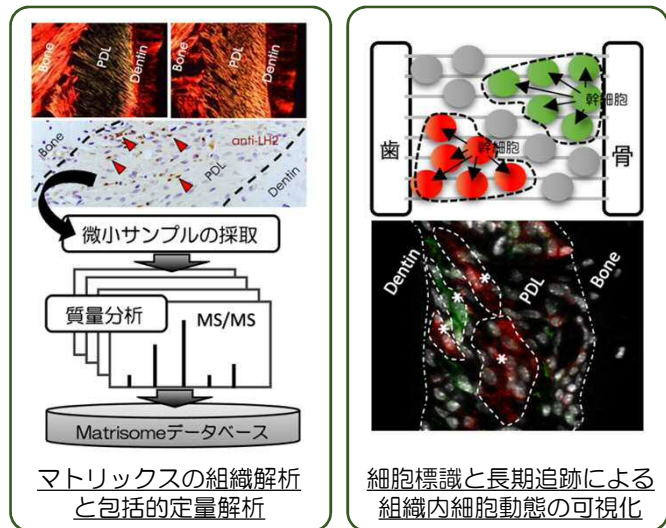 Bone
PDL
Dentin
Bone
PDL
Dentin
Bone
anti-LH2
PDL
Dentin
微小サンプルの採取
質量分析
MS/MS
Matrisomeデータベース
マトリックスの組織解析
と包括的定量解析
歯
幹細胞
幹細胞
骨
Dentin
PDL
Bone
*
*
*
*
細胞標識と長期追跡による
組織内細胞動態の可視化